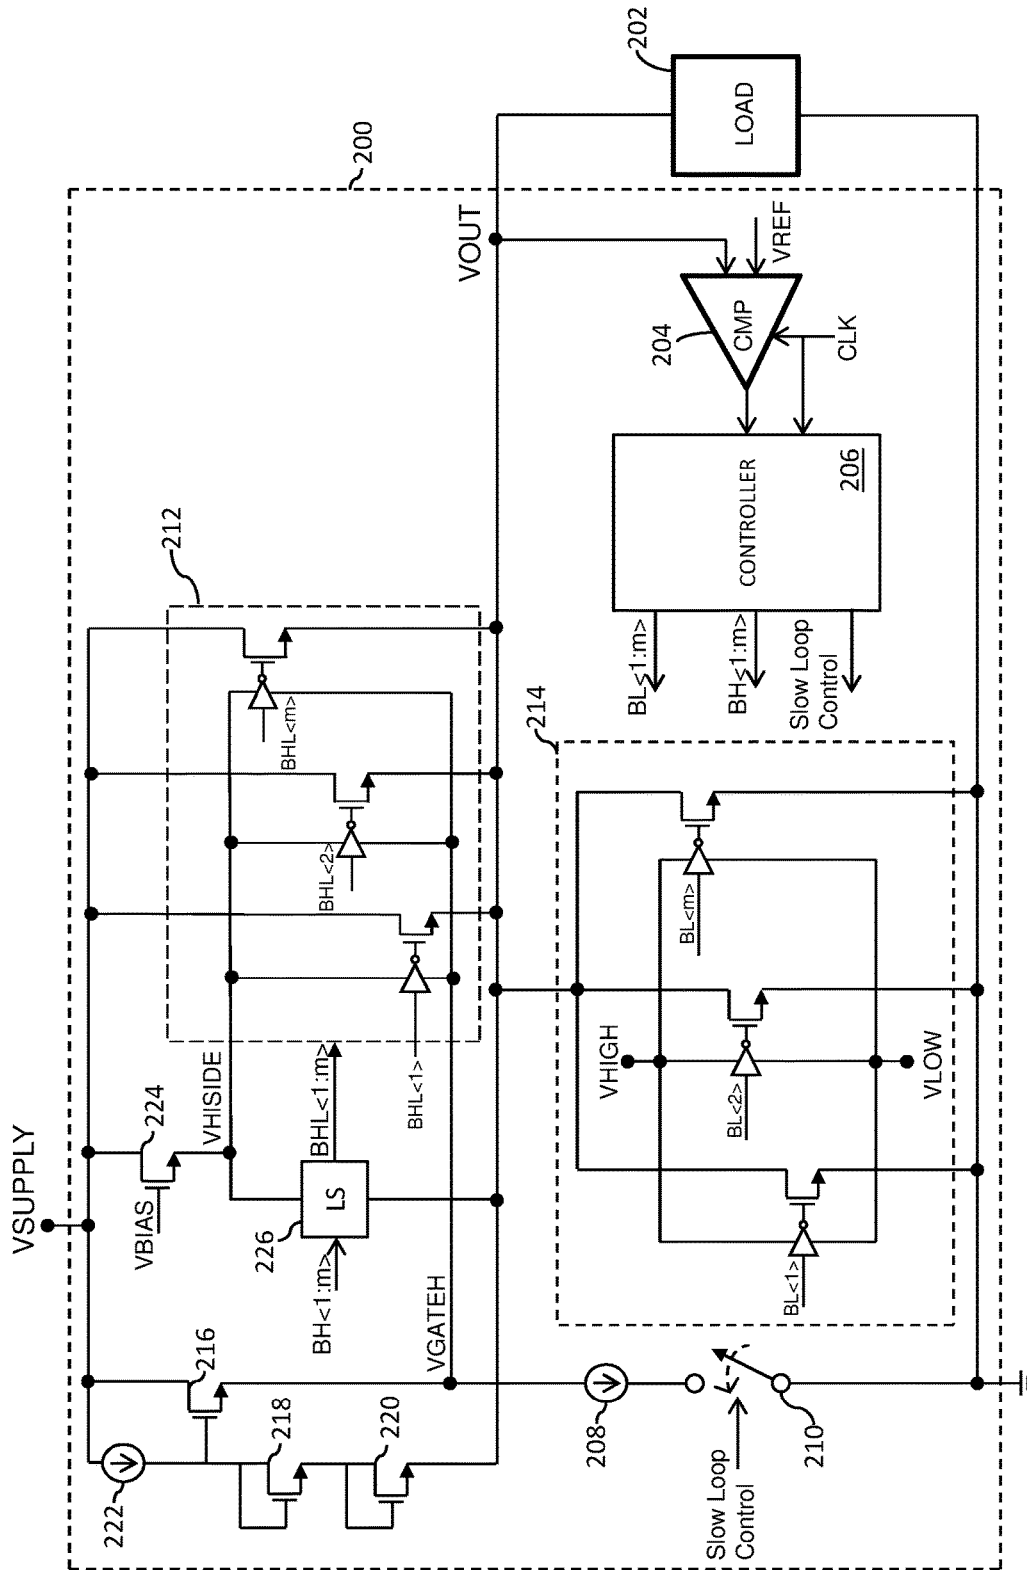 VSUPPLY
200
202
LOAD
VOUT
VREF
204
CMP
CLK
CONTROLLER
206
BL<1:m>
BH<1:m>
Slow Loop
Control
212
BHL<m>
BHL<2>
BHL<1>
VHISIDE
224
VBIAS
BHL<1:m>
LS
226
BH<1:m>
VGATEH
216
218
220
222
214
BL<m>
VHIGH
BL<2>
VLOW
BL<1>
208
210
Slow Loop
Control